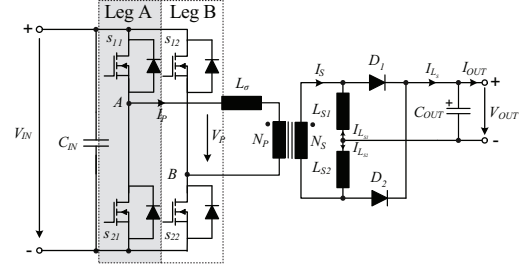 Leg A Leg B
+
s11
s12
D1
IS
ILs
IOUT
+
A
Lσ
LS1
COUT
+
VIN
CIN
IP
VP
NP
NS
ILS1
ILS2
VOUT
B
LS2
-
s21
s22
D2
-